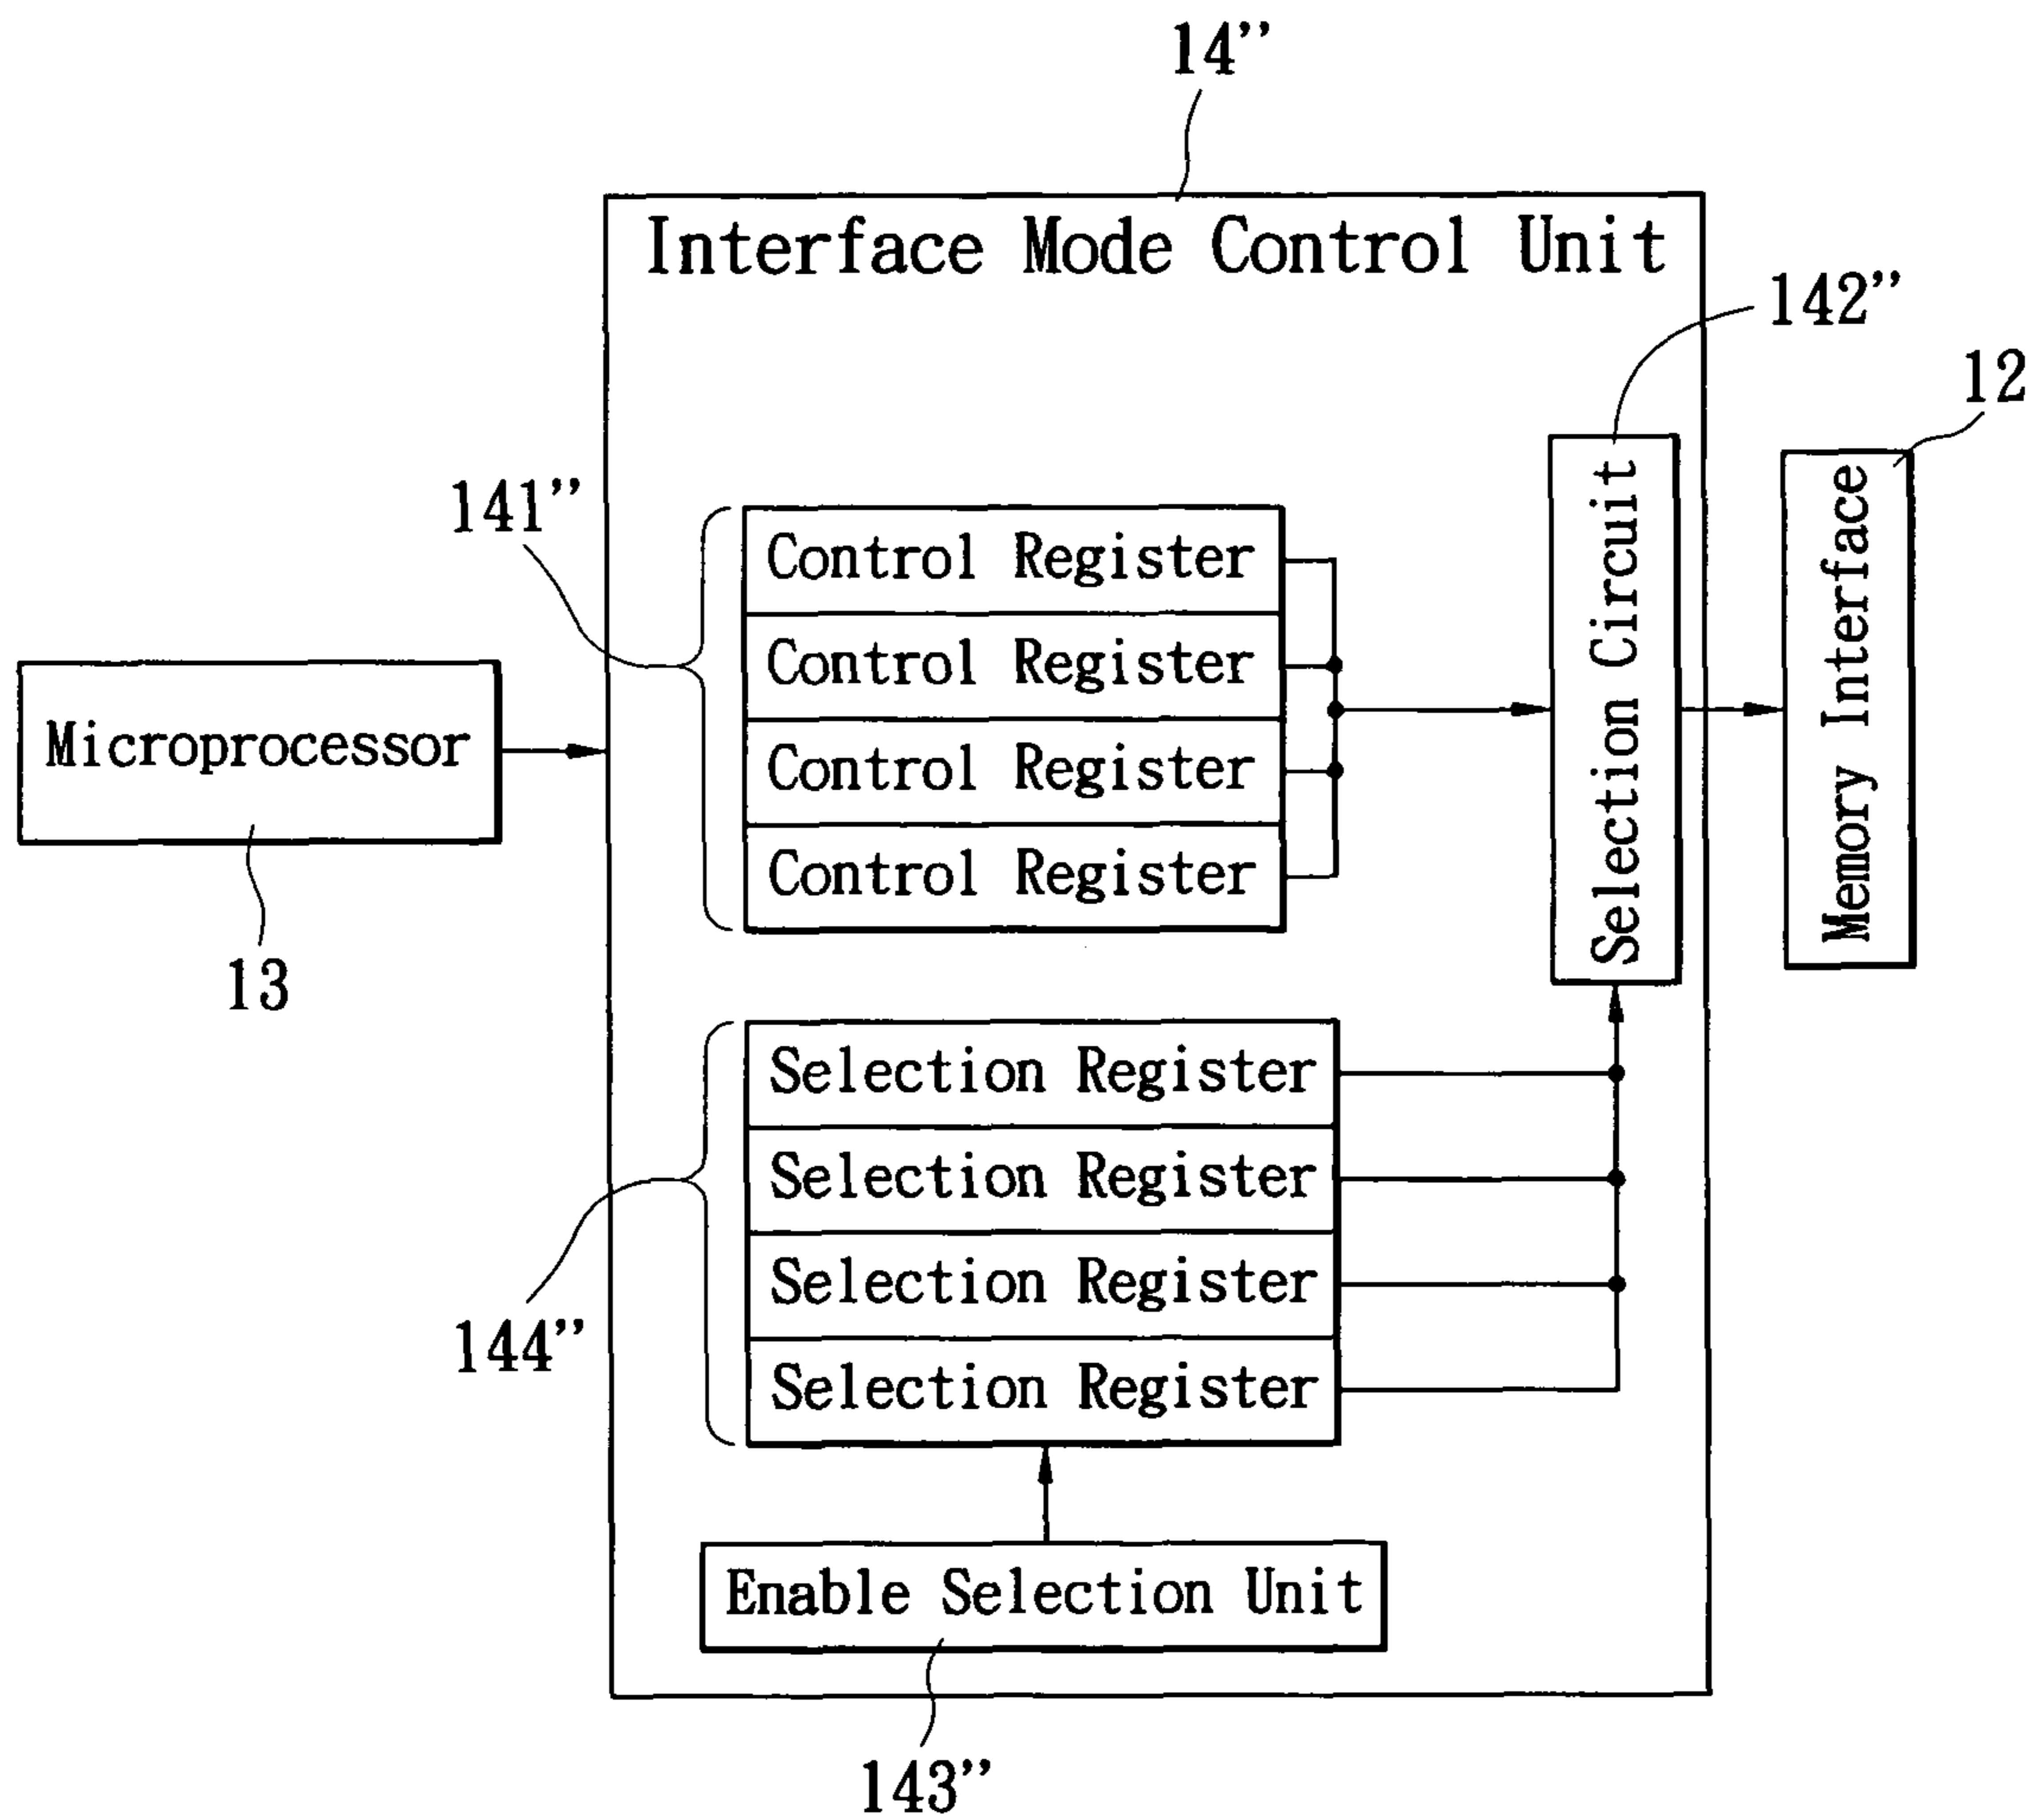 14”
Interface Mode Control Unit
142”
12
141”
Control Register
Control Register
Control Register
Control Register
Selection Circuit
Memory Interface
Microprocessor
13
Selection Register
Selection Register
Selection Register
Selection Register
144”
Enable Selection Unit
143”